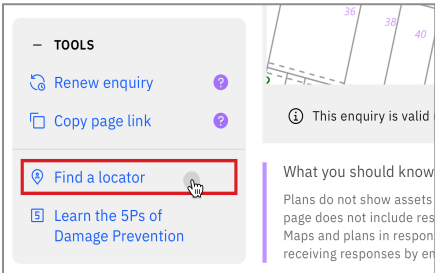 TOOLS
Renew enquiry ?
Copy page link ?
Find a locator
5 Learn the 5Ps of
Damage Prevention
36
38
40
This enquiry is valid
What you should know
Plans do not show assets
page does not include res
Maps and plans in respon
receiving responses by em